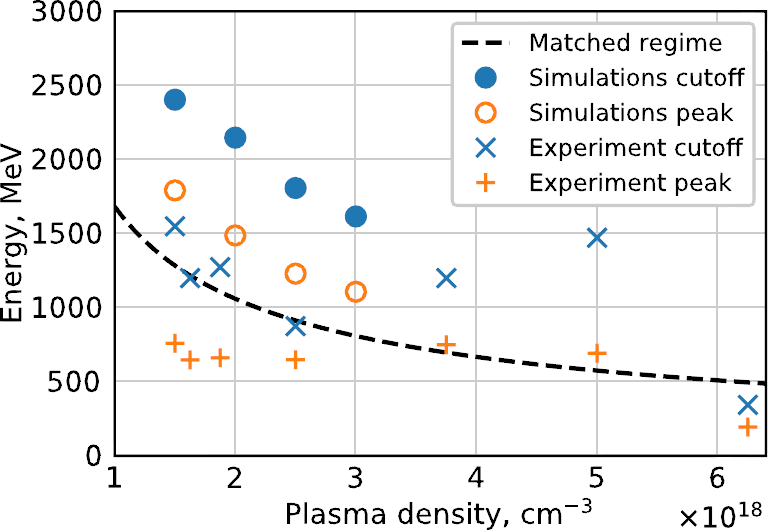 3000
2500
2000
1500
1000
500
0
Energy, MeV
Matched regime
Simulations cutoff
Simulations peak
Experiment cutoff
Experiment peak
1 2 3 4 5 6
Plasma density, cm⁻³
×10¹⁸